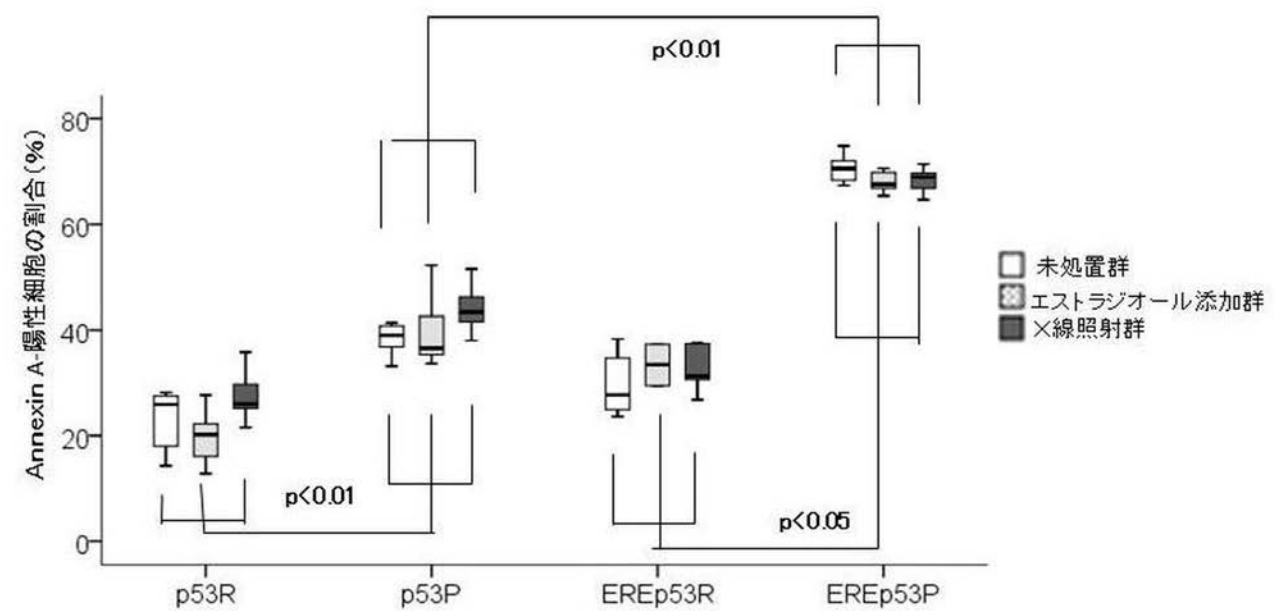 p<0.01
80
60
40
20
0
Annexin A-陽性細胞の割合(%)
p<0.01
p<0.05
p53R
p53P
EREp53R
EREp53P
未処置群
エストラジオール添加群
X線照射群